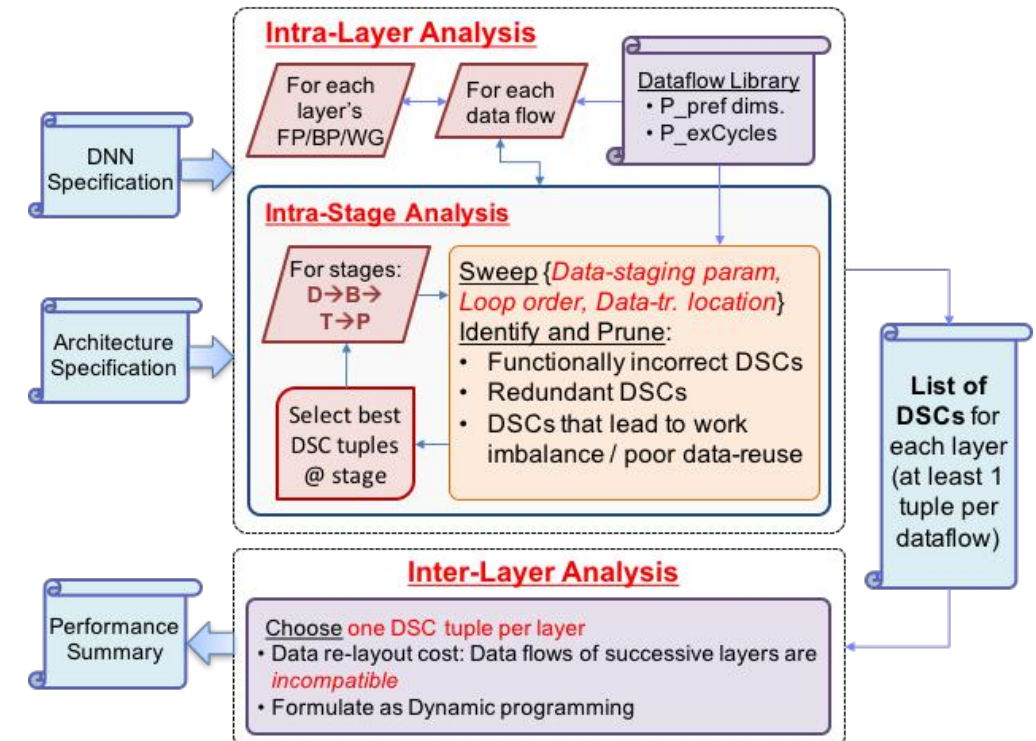 Intra-Layer Analysis
For each
layer's
FP/BP/WG
For each
data flow
Dataflow Library
• P_pref dims.
• P_exCycles
DNN
Specification
Intra-Stage Analysis
For stages:
D→B→
T→P
Sweep {Data-staging param,
Loop order, Data-tr. location}
Identify and Prune:
• Functionally incorrect DSCs
• Redundant DSCs
• DSCs that lead to work
imbalance / poor data-reuse
Select best
DSC tuples
@ stage
Architecture
Specification
List of
DSCs for
each layer
(at least 1
tuple per
dataflow)
Inter-Layer Analysis
Choose one DSC tuple per layer
• Data re-layout cost: Data flows of successive layers are
incompatible
• Formulate as Dynamic programming
Performance
Summary